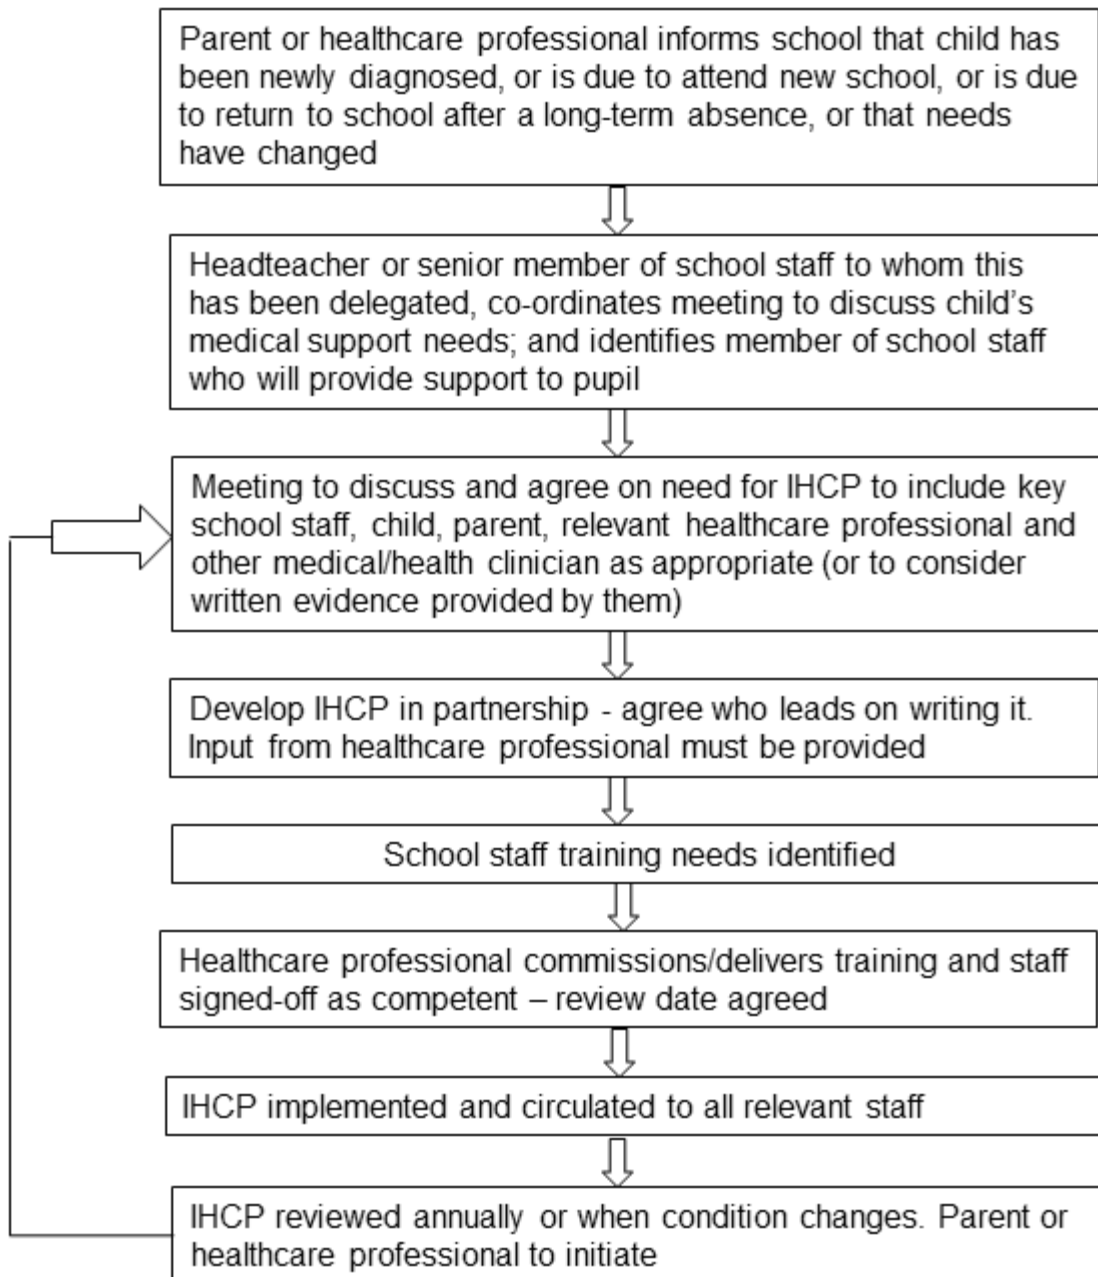 Parent or healthcare professional informs school that child has
been newly diagnosed, or is due to attend new school, or is due
to return to school after a long-term absence, or that needs
have changed
Headteacher or senior member of school staff to whom this
has been delegated, co-ordinates meeting to discuss child's
medical support needs; and identifies member of school staff
who will provide support to pupil
Meeting to discuss and agree on need for IHCP to include key
school staff, child, parent, relevant healthcare professional and
other medical/health clinician as appropriate (or to consider
written evidence provided by them)
Develop IHCP in partnership - agree who leads on writing it.
Input from healthcare professional must be provided
School staff training needs identified
Healthcare professional commissions/delivers training and staff
signed-off as competent – review date agreed
IHCP implemented and circulated to all relevant staff
IHCP reviewed annually or when condition changes. Parent or
healthcare professional to initiate